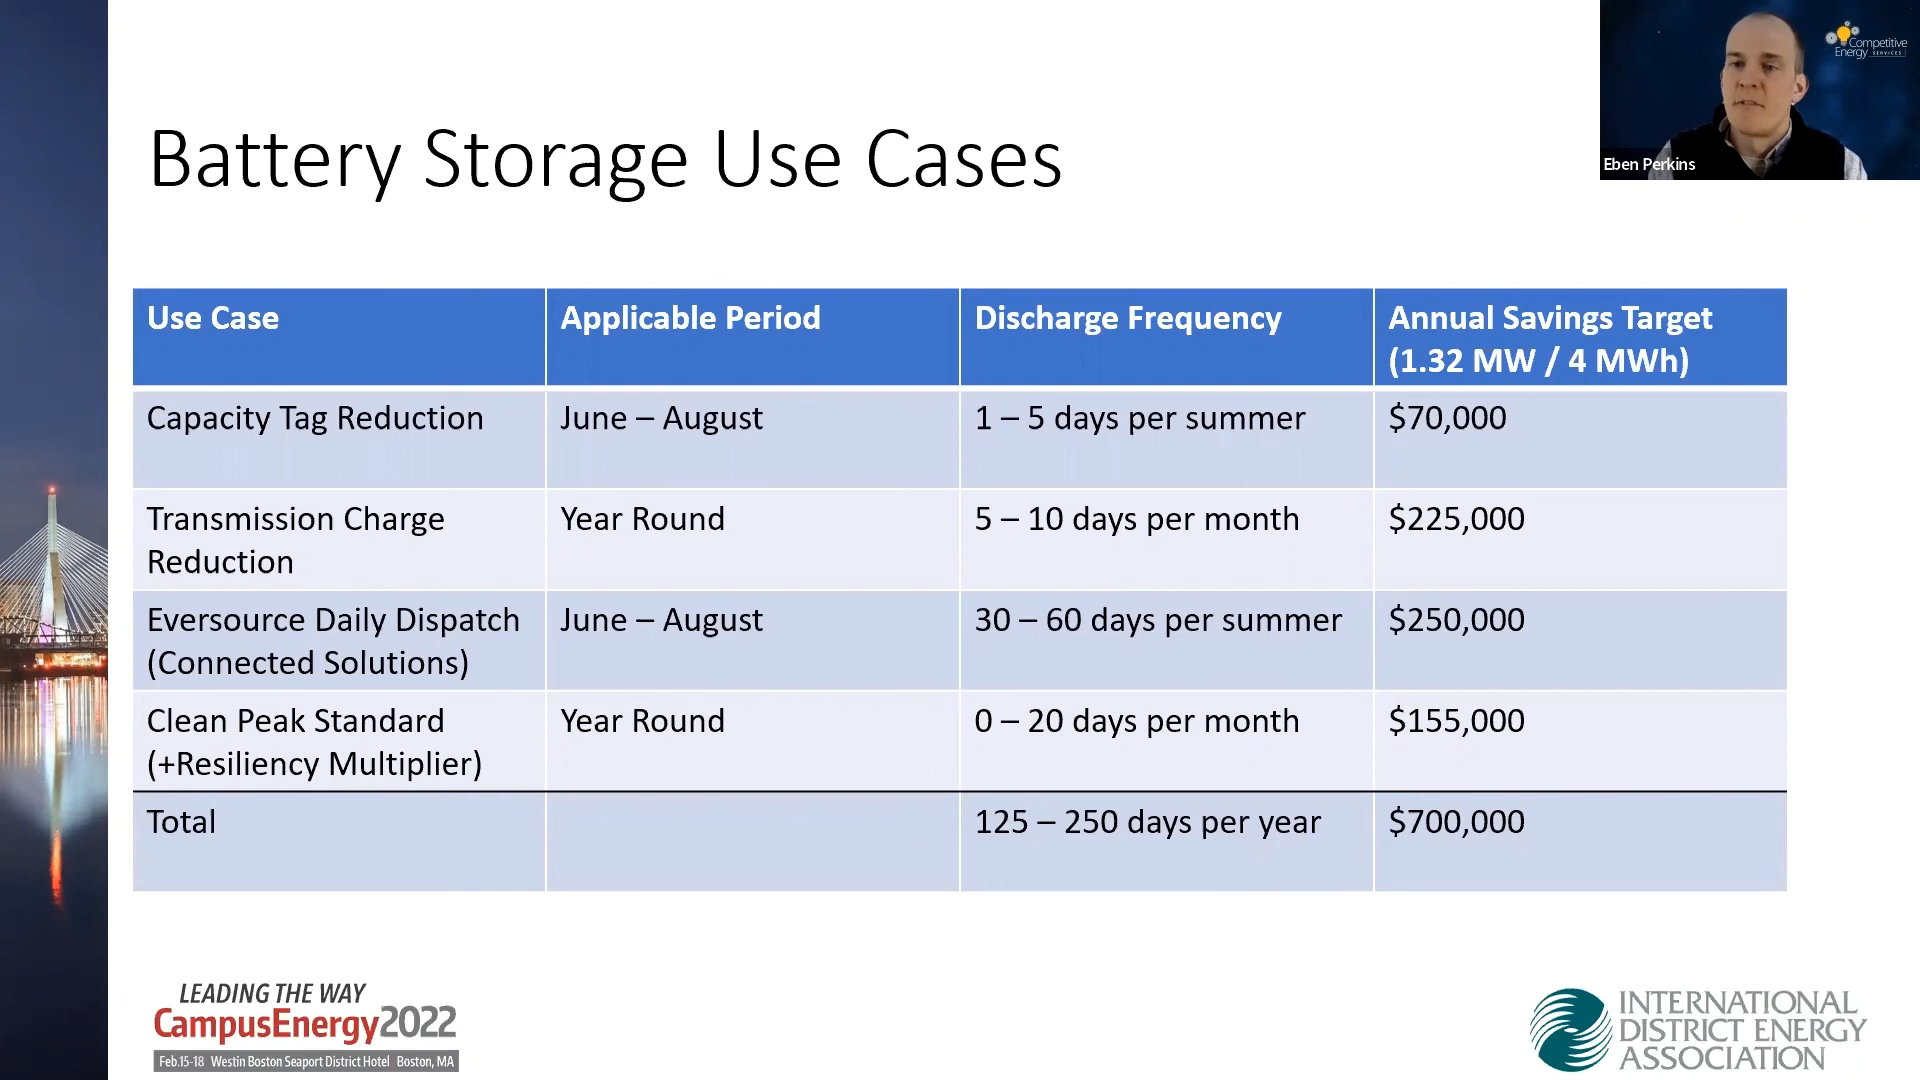 Competitive
Energy SERVICES
Eben Perkins
Battery Storage Use Cases
Use Case
Applicable Period
Discharge Frequency
Annual Savings Target
(1.32 MW / 4 MWh)
Capacity Tag Reduction
June – August
1 – 5 days per summer
$70,000
Transmission Charge
Reduction
Year Round
5 – 10 days per month
$225,000
Eversource Daily Dispatch
(Connected Solutions)
June – August
30 – 60 days per summer
$250,000
Clean Peak Standard
(+Resiliency Multiplier)
Year Round
0 – 20 days per month
$155,000
Total
125 – 250 days per year
$700,000
LEADING THE WAY
CampusEnergy2022
Feb.15-18 Westin Boston Seaport District Hotel Boston, MA
INTERNATIONAL
DISTRICT ENERGY
ASSOCIATION